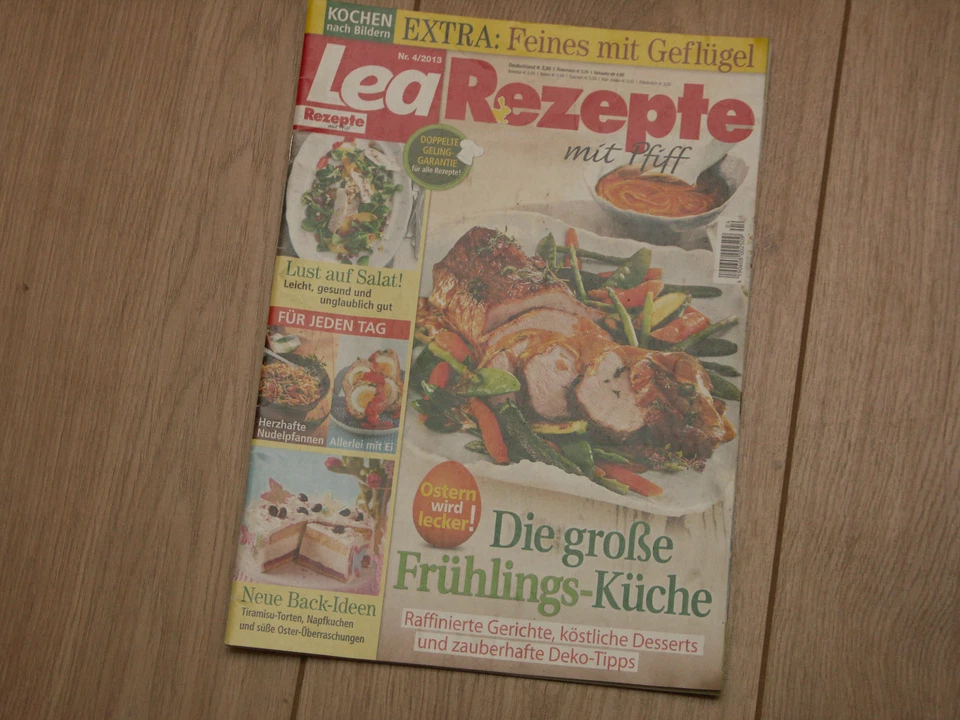 KOCHEN
nach Bildern
EXTRA: Feines mit Geflügel
Nr. 4/2013
Lea Rezepte
Rezepte
mit Pfiff
DOPPELTE
GELING-
GARANTIE
für alle Rezepte!
Lust auf Salat!
Leicht, gesund und
unglaublich gut
FÜR JEDEN TAG
Herzhafte
Nudelpfannen
Allerlei mit Ei
Ostern
wird
lecker!
Die große
Frühlings-Küche
Raffinierte Gerichte, köstliche Desserts
und zauberhafte Deko-Tipps
Neue Back-Ideen
Tiramisu-Torten, Napfkuchen
und süße Oster-Überraschungen